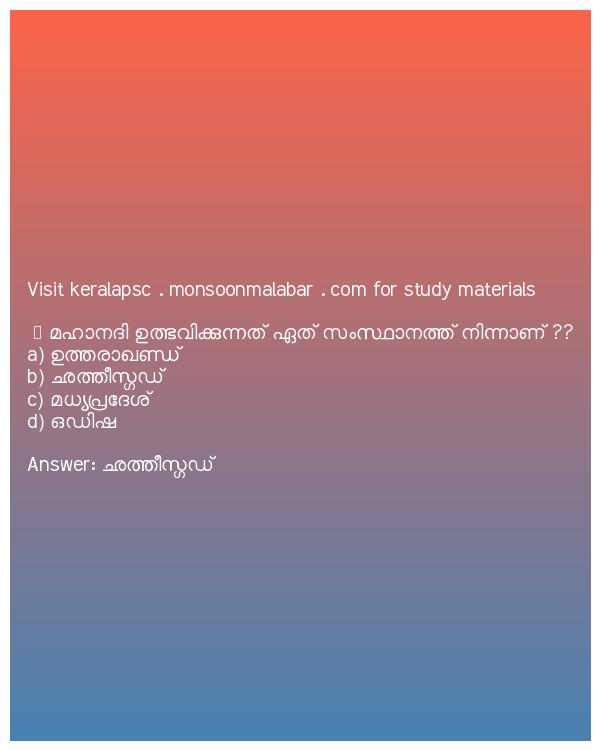 Visit keralapsc . monsoonmalabar . com for study materials
മഹാനദി ഉത്ഭവിക്കുന്നത് ഏത് സംസ്ഥാനത്ത് നിന്നാണ് ??
a) ഉത്തരാഖണ്ഡ്
b) ഛത്തീസ്ഗഡ്
c) മധ്യപ്രദേശ്
d) ഒഡിഷ
Answer: ഛത്തീസ്ഗഡ്